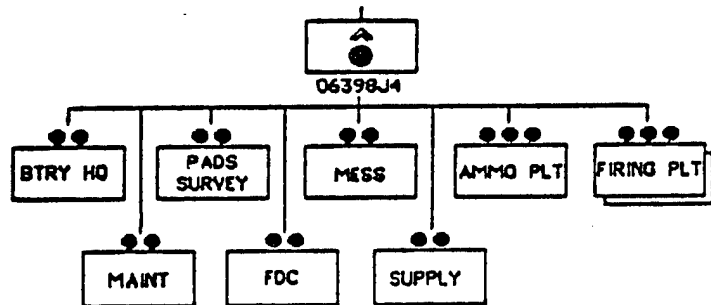 06398J4
BTRY HQ
PADS
SURVEY
MESS
AMMO PLT
FIRING PLT
MAINT
FDC
SUPPLY